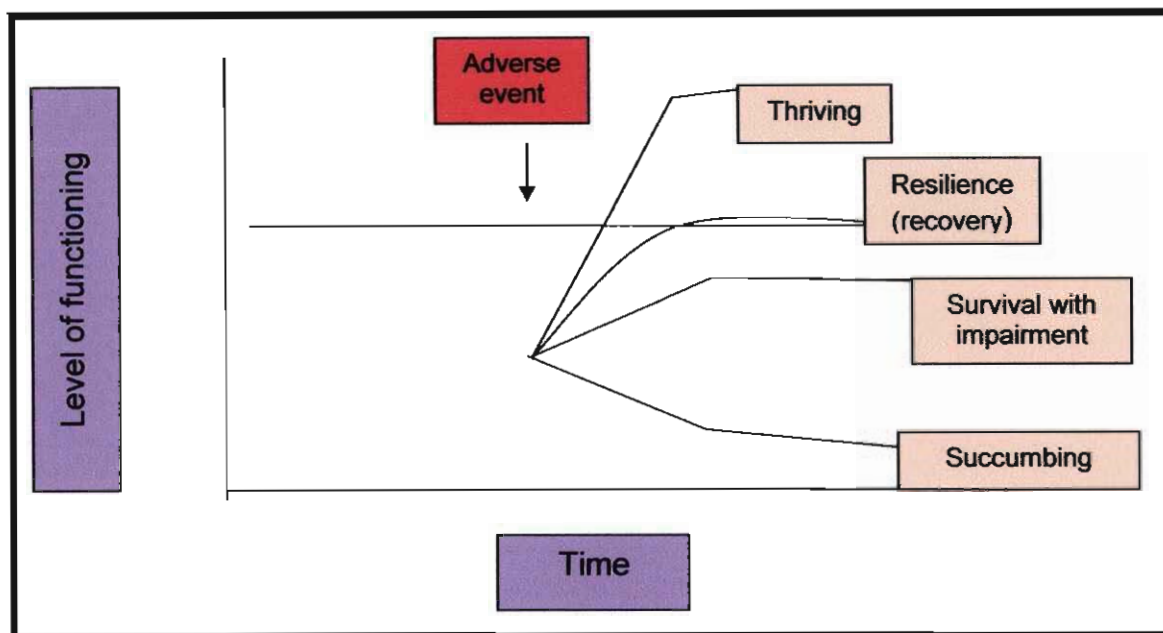 Adverse
event
Thriving
Resilience
(recovery)
Level of functioning
Survival with
impairment
Succumbing
Time